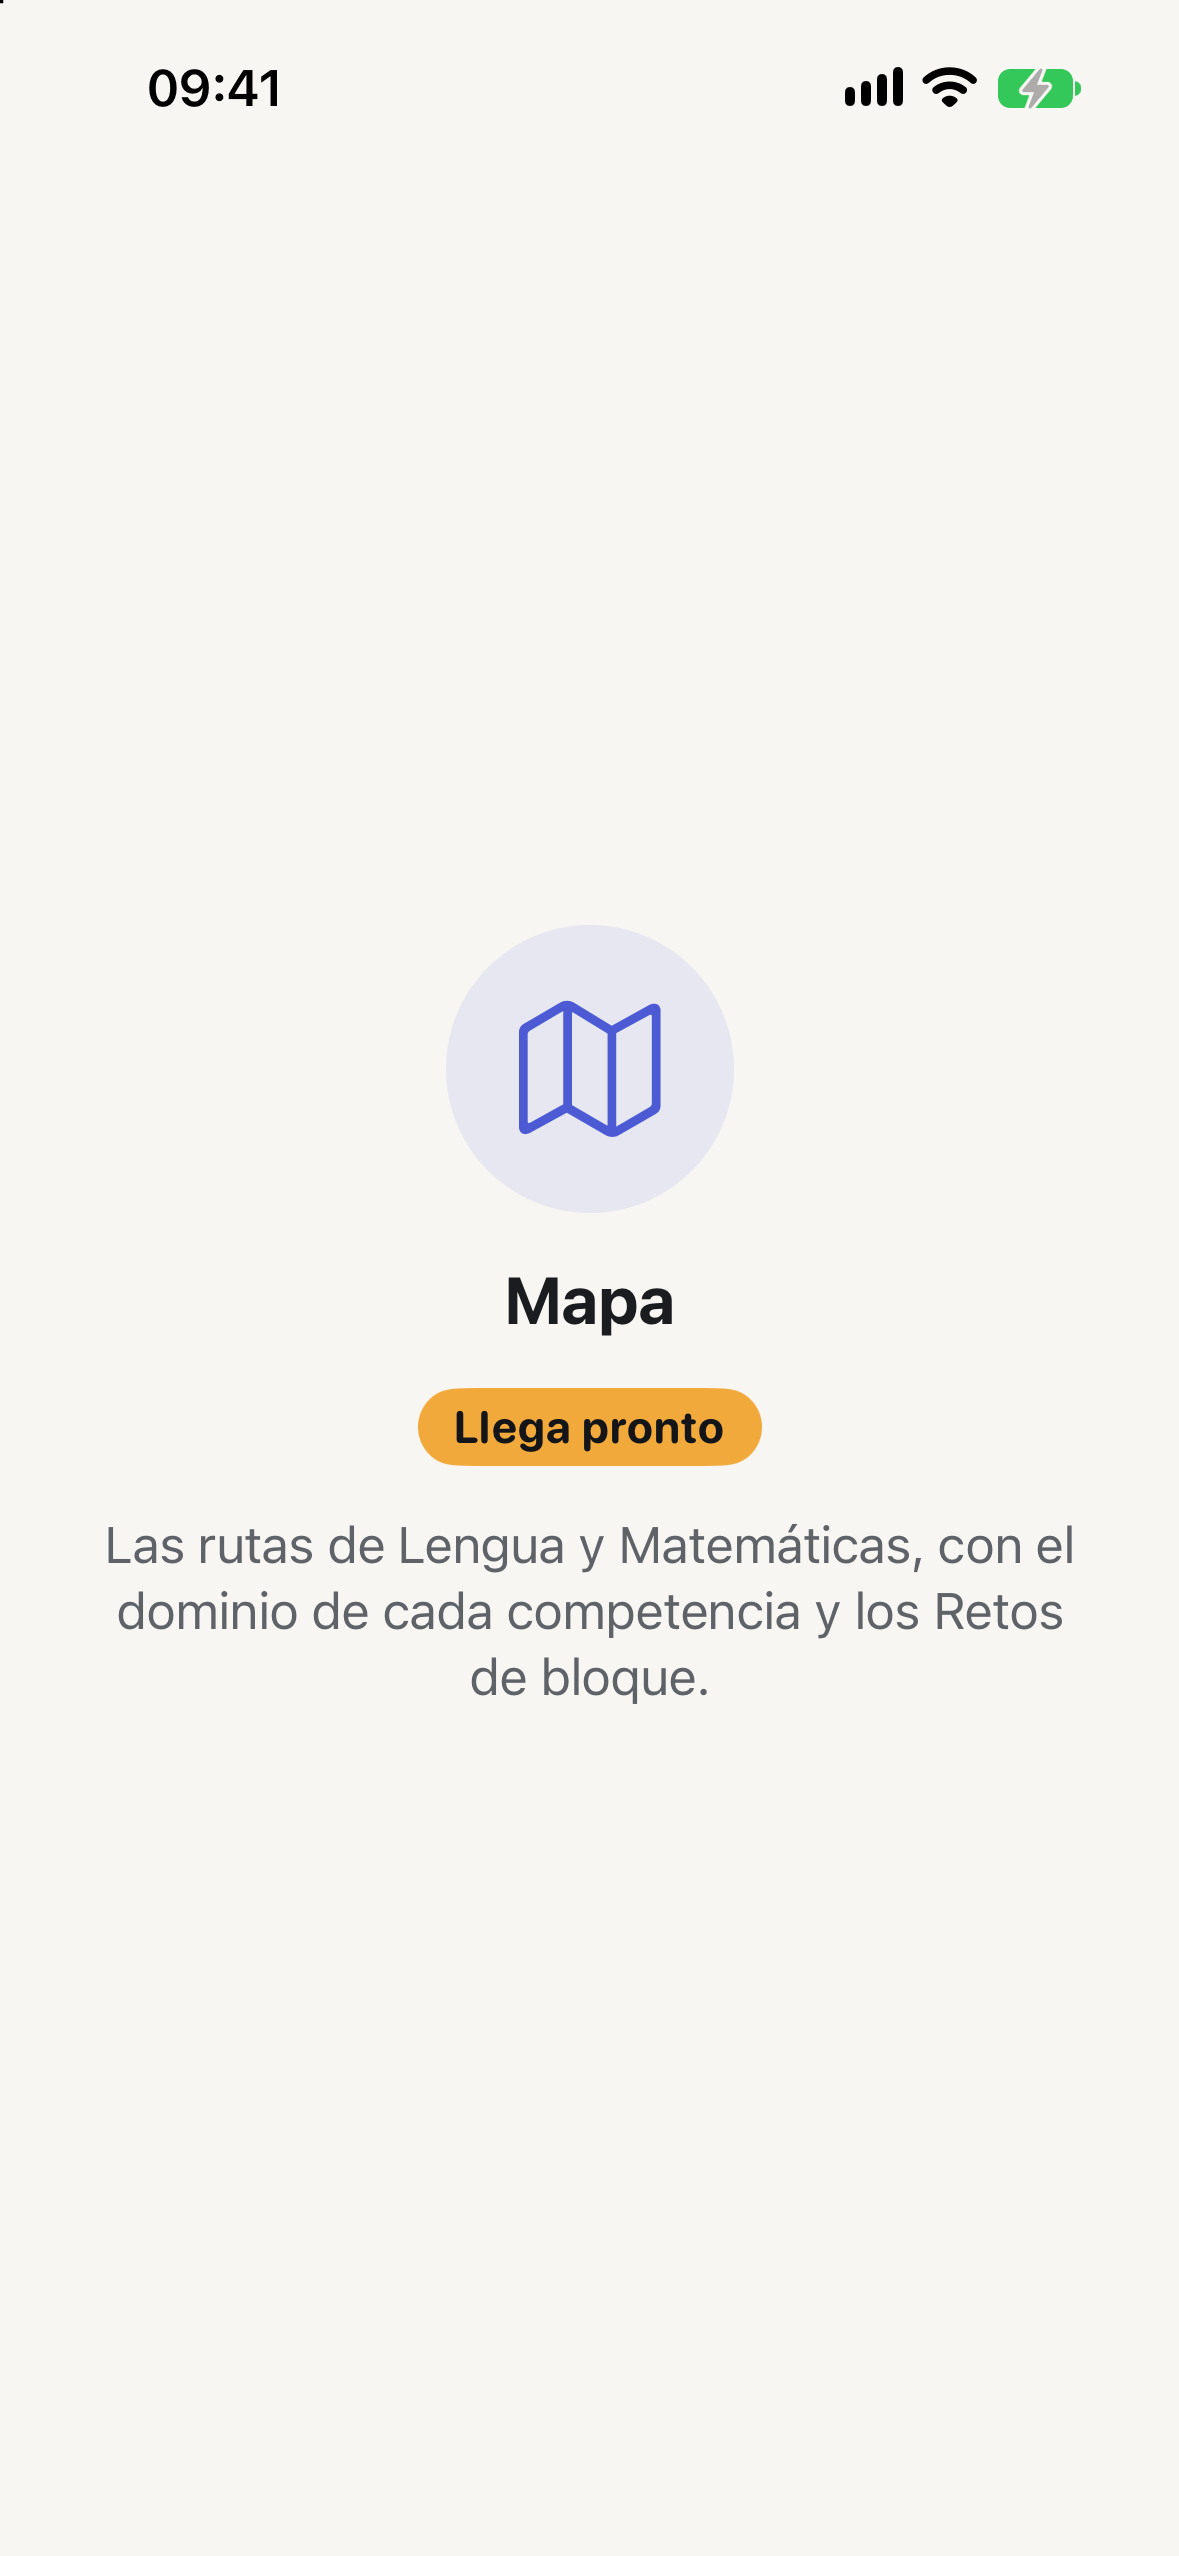 09:41
Mapa
Llega pronto
Las rutas de Lengua y Matemáticas, con el
dominio de cada competencia y los Retos
de bloque.